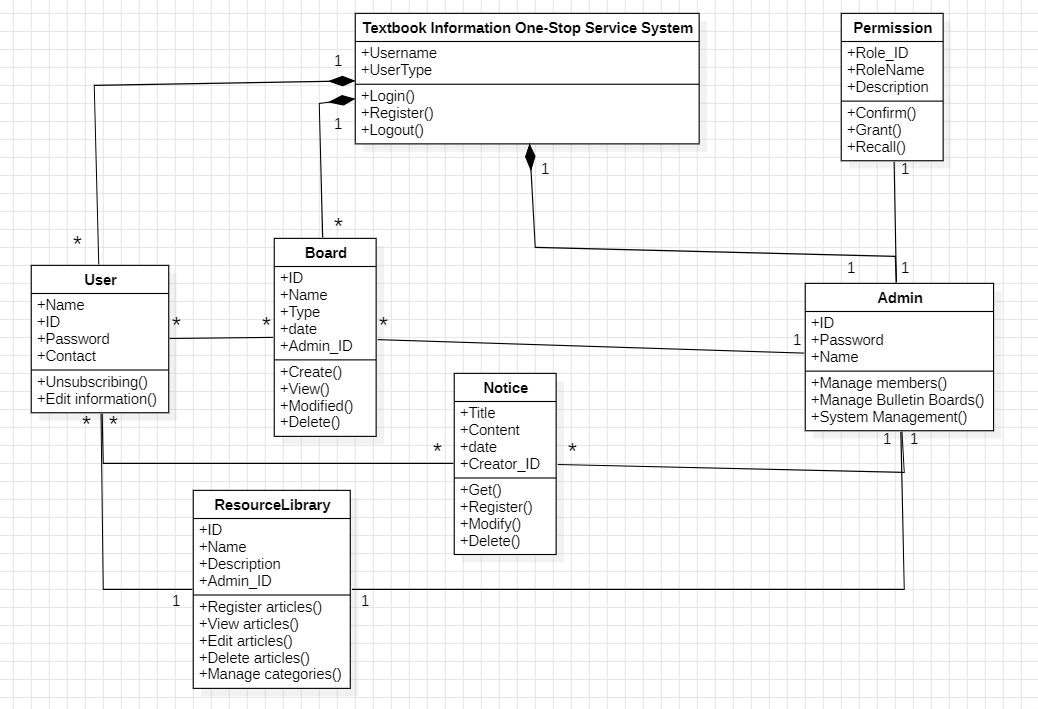 Textbook Information One-Stop Service System
+Username
+UserType
+Login()
+Register()
+Logout()
Permission
+Role_ID
+RoleName
+Description
+Confirm()
+Grant()
+Recall()
1
1
1
1
*
*
1
1
User
+Name
+ID
+Password
+Contact
+Unsubscribing()
+Edit information()
*
*
Board
+ID
+Name
+Type
+date
+Admin_ID
+Create()
+View()
+Modified()
+Delete()
*
1
Admin
+ID
+Password
+Name
+Manage members()
+Manage Bulletin Boards()
+System Management()
*
*
1
1
*
*
Notice
+Title
+Content
+date
+Creator_ID
+Get()
+Register()
+Modify()
+Delete()
ResourceLibrary
+ID
+Name
+Description
+Admin_ID
+Register articles()
+View articles()
+Edit articles()
+Delete articles()
+Manage categories()
1
1